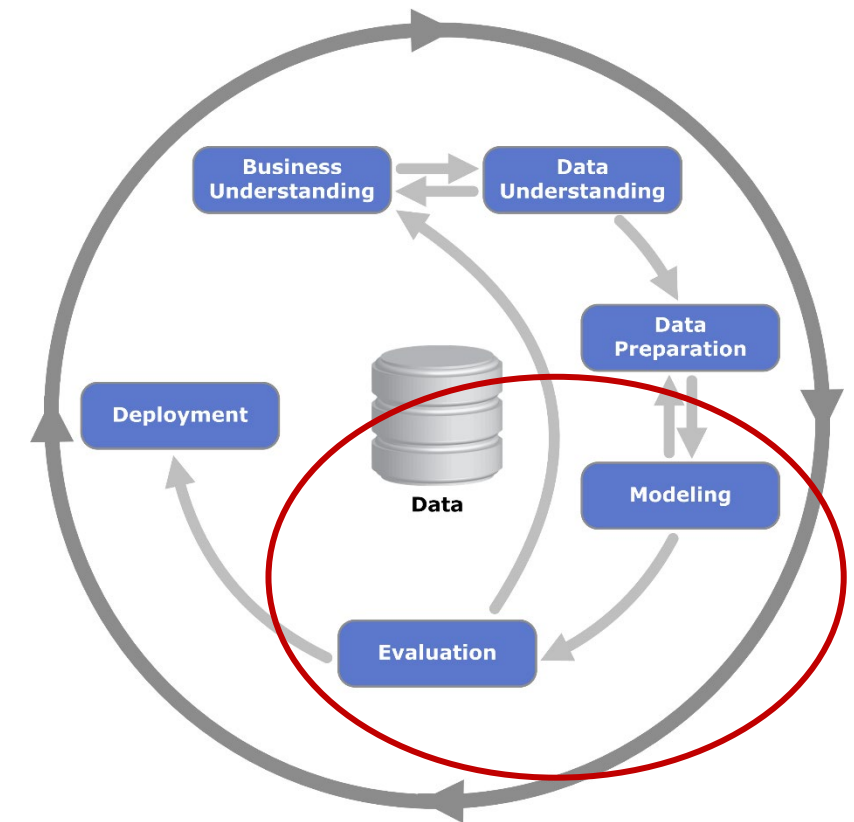 Business
Understanding
Data
Understanding
Data
Preparation
Deployment
Modeling
Data
Evaluation